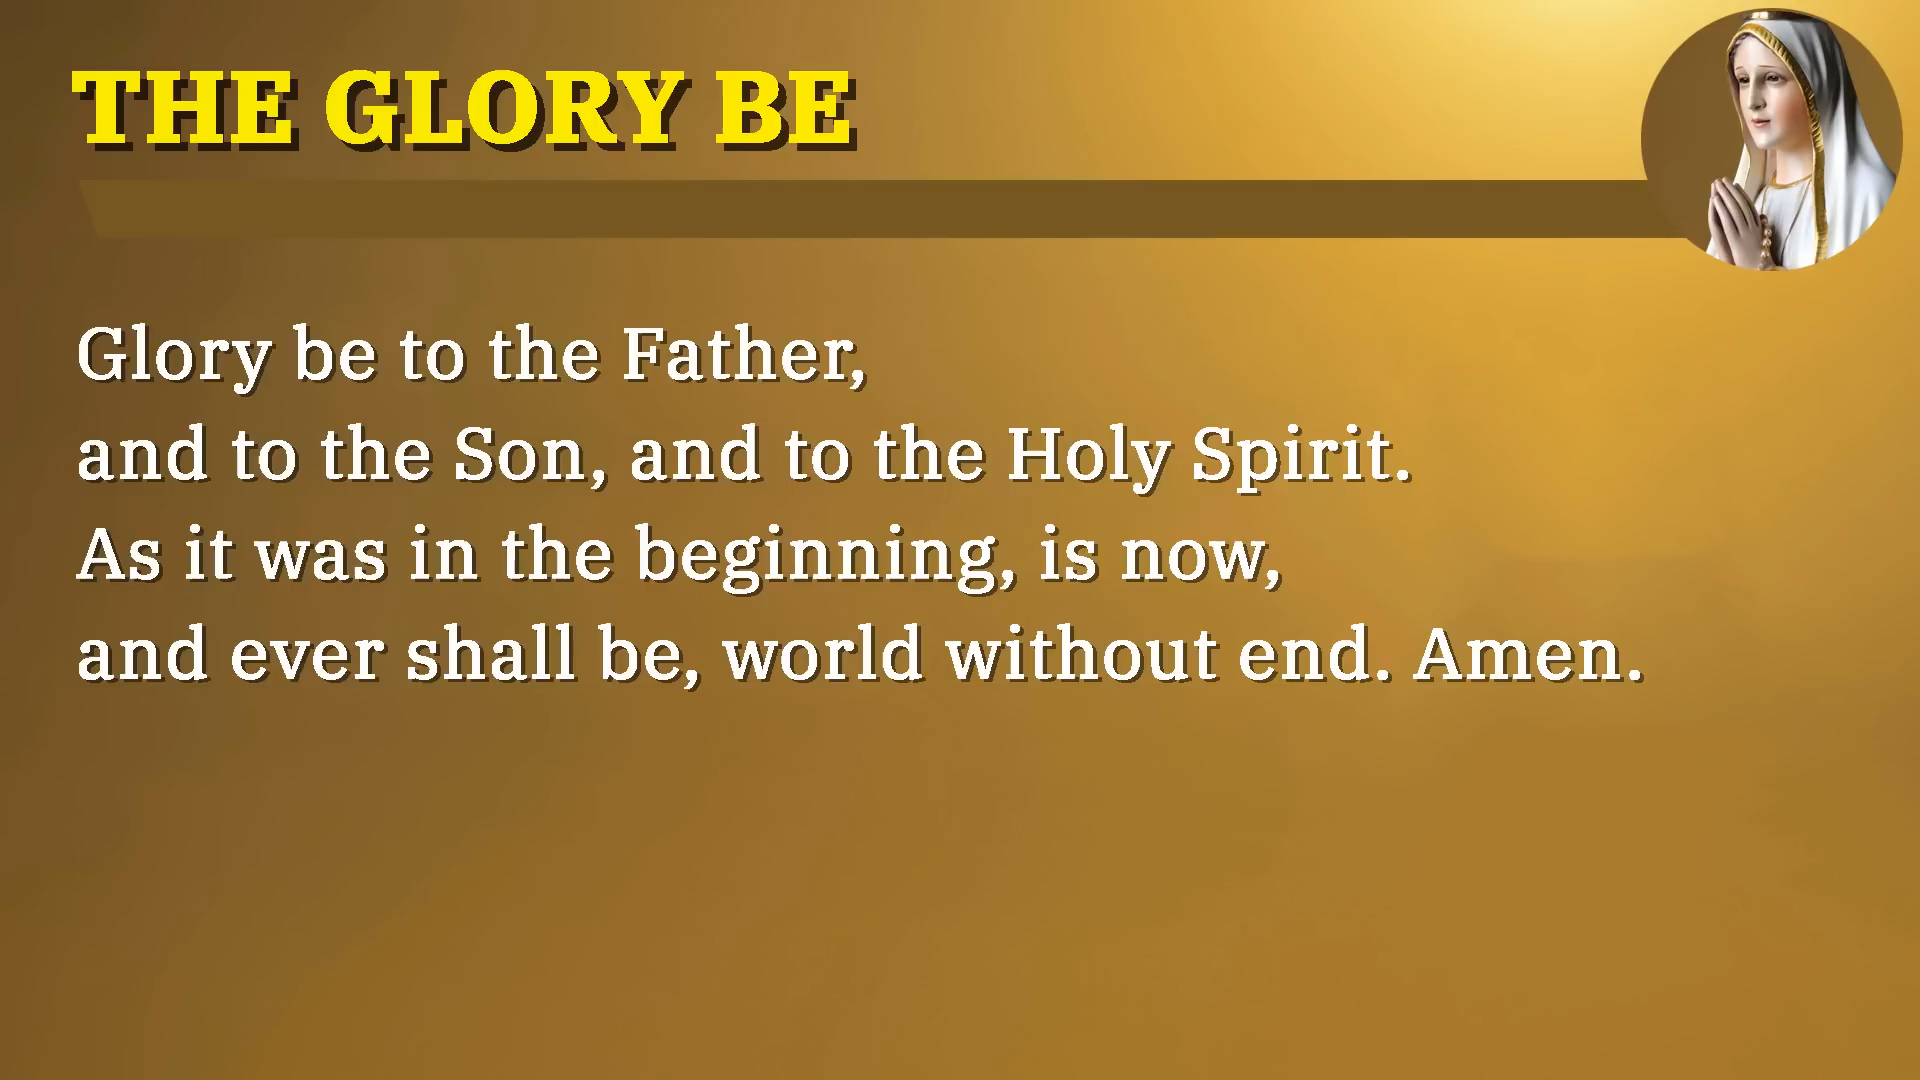 THE GLORY BE
Glory be to the Father,
and to the Son, and to the Holy Spirit.
As it was in the beginning, is now,
and ever shall be, world without end. Amen.